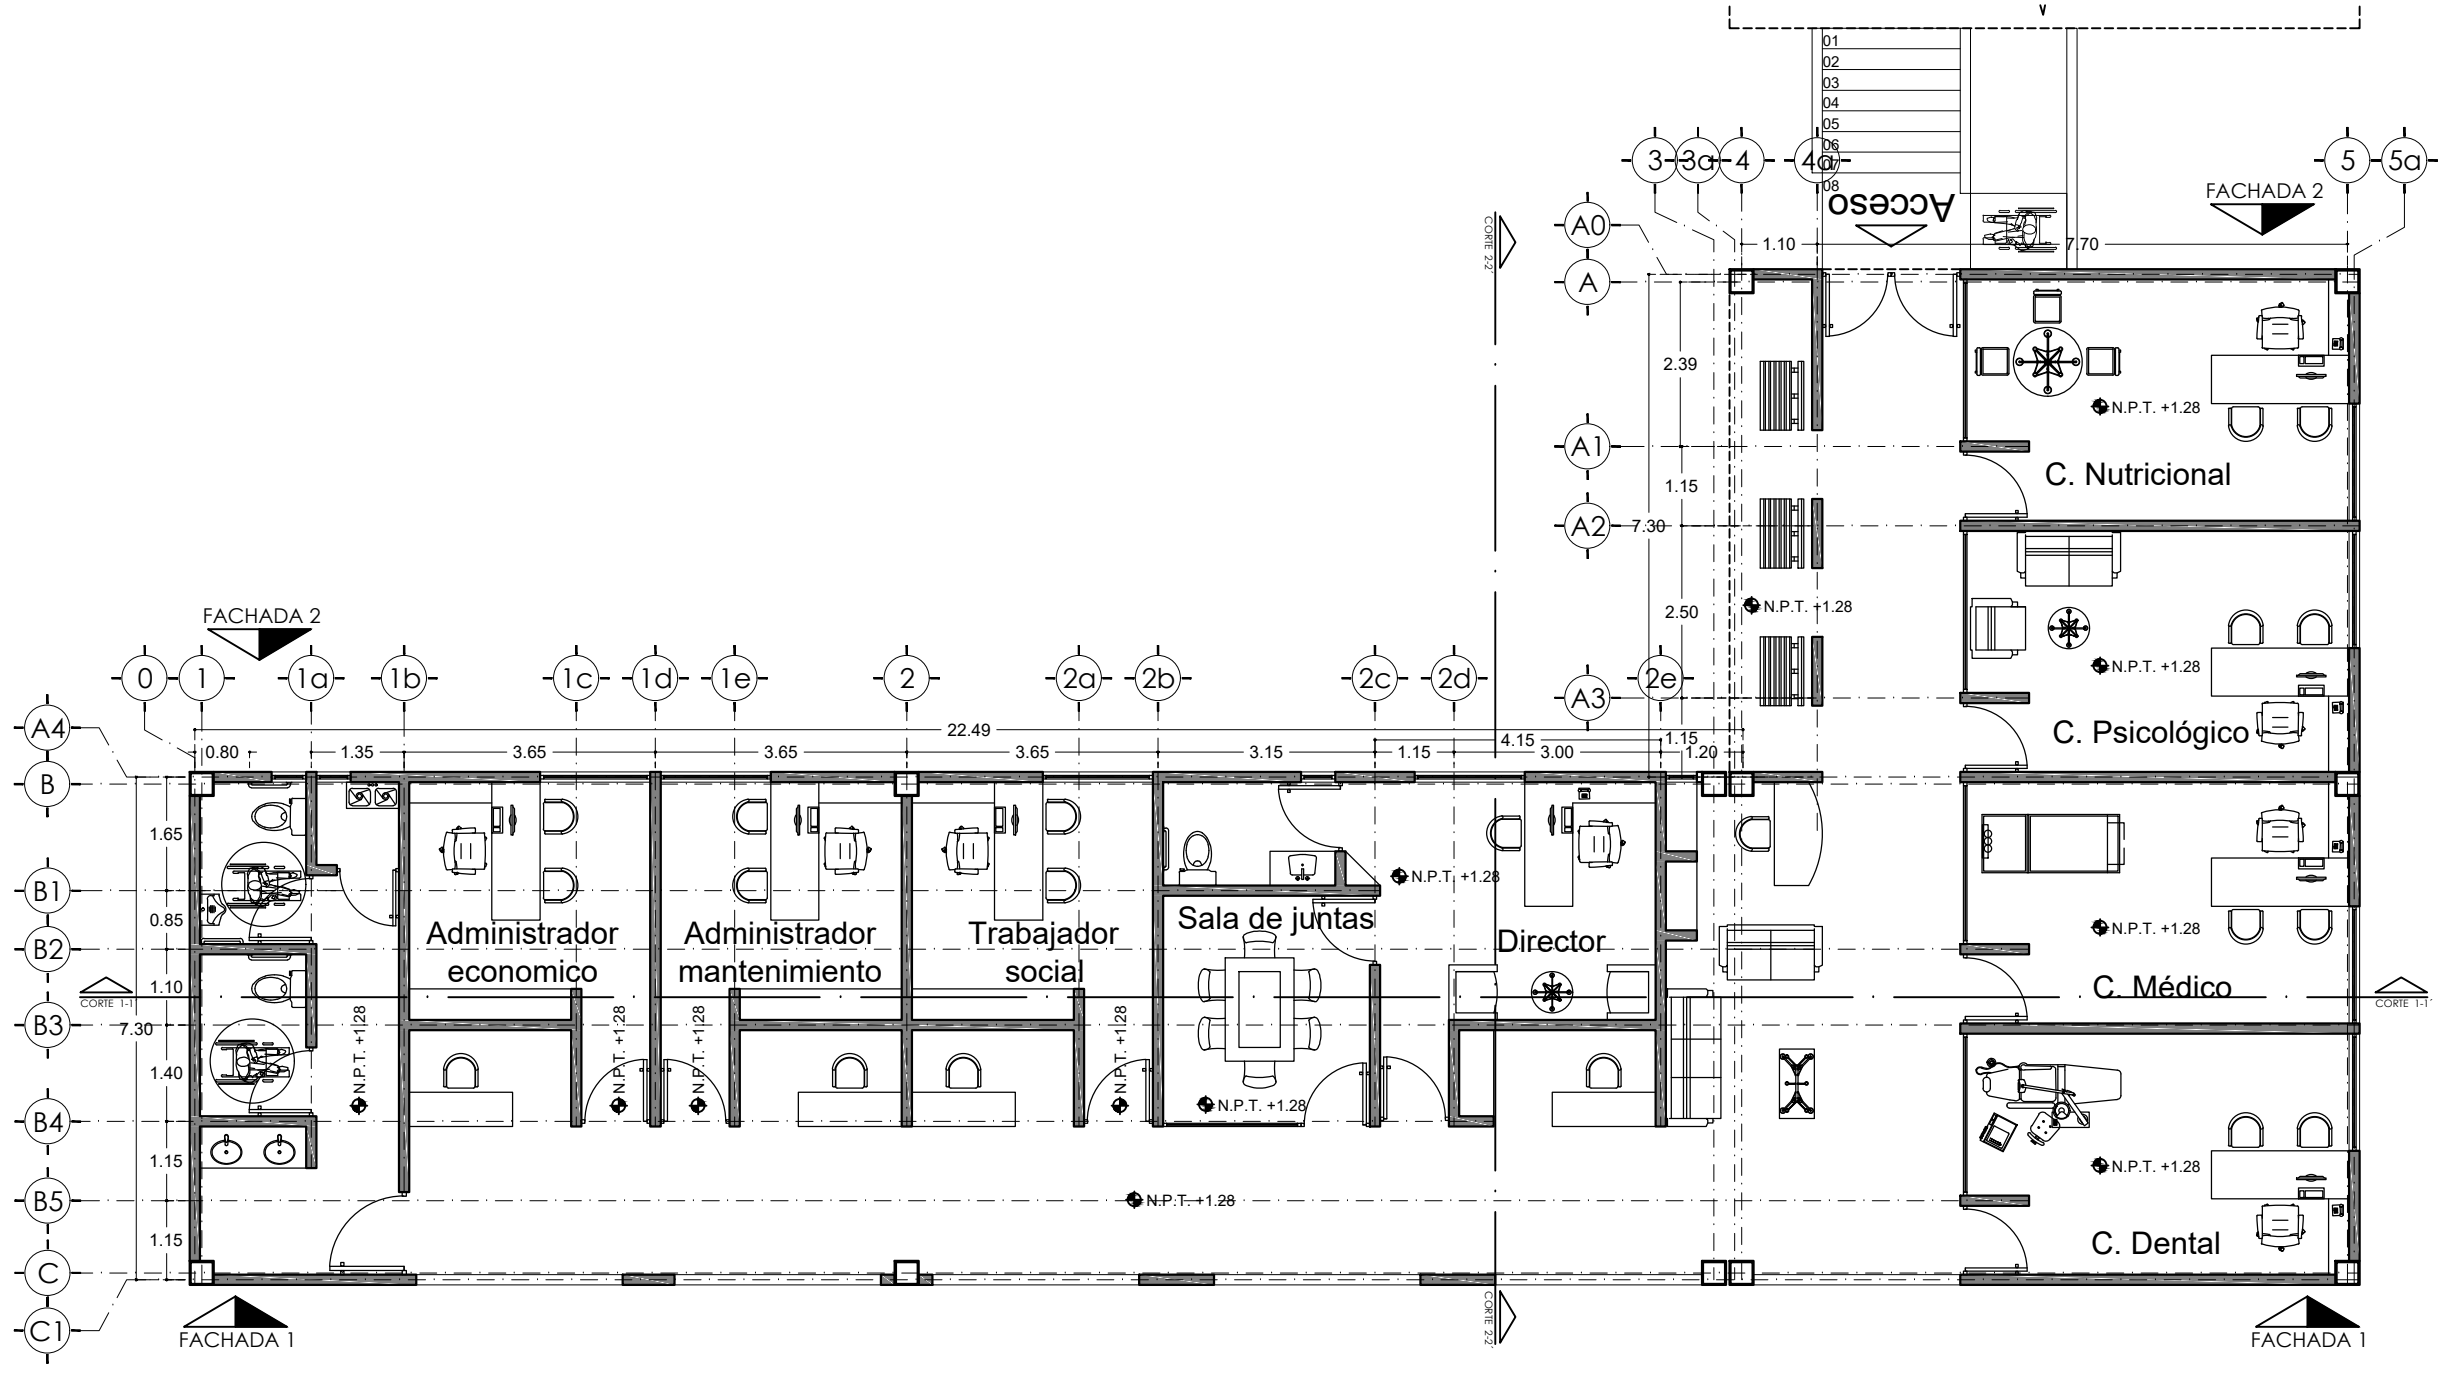 V
01
02
03
04
05
06
07
08
3
3a
4
4a
5
5a
FACHADA 2
Acceso
CORTE 2-2'
A0
1.10
7.70
A
2.39
N.P.T. +1.28
A1
C. Nutricional
1.15
A2
7.30
2.50
N.P.T. +1.28
N.P.T. +1.28
A3
C. Psicológico
FACHADA 2
0
1
1a
1b
1c
1d
1e
2
2a
2b
2c
2d
2e
A4
22.49
4.15
1.15
0.80
1.35
3.65
3.65
3.65
3.15
1.15
3.00
1.20
B
1.65
N.P.T. +1.28
B1
0.85
Sala de juntas
N.P.T. +1.28
Administrador
economico
Administrador
mantenimiento
Trabajador
social
Director
B2
1.10
C. Médico
CORTE 1-1'
CORTE 1-1'
B3
7.30
N.P.T. +1.28
N.P.T. +1.28
N.P.T. +1.28
N.P.T. +1.28
1.40
N.P.T. +1.28
B4
1.15
N.P.T. +1.28
B5
N.P.T. +1.28
1.15
C. Dental
C
C1
FACHADA 1
CORTE 2-2'
FACHADA 1